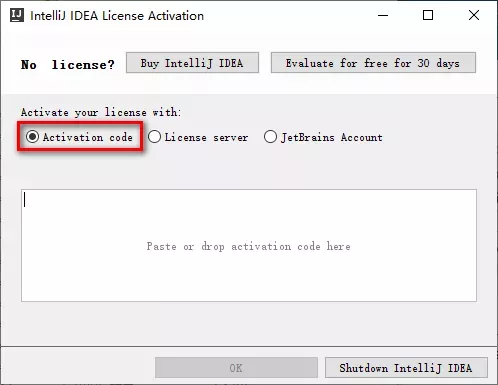 IJ
IntelliJ IDEA License Activation
No license? Buy IntelliJ IDEA Evaluate for free for 30 days
Activate your license with:
Activation code License server JetBrains Account
Paste or drop activation code here
OK Shutdown IntelliJ IDEA